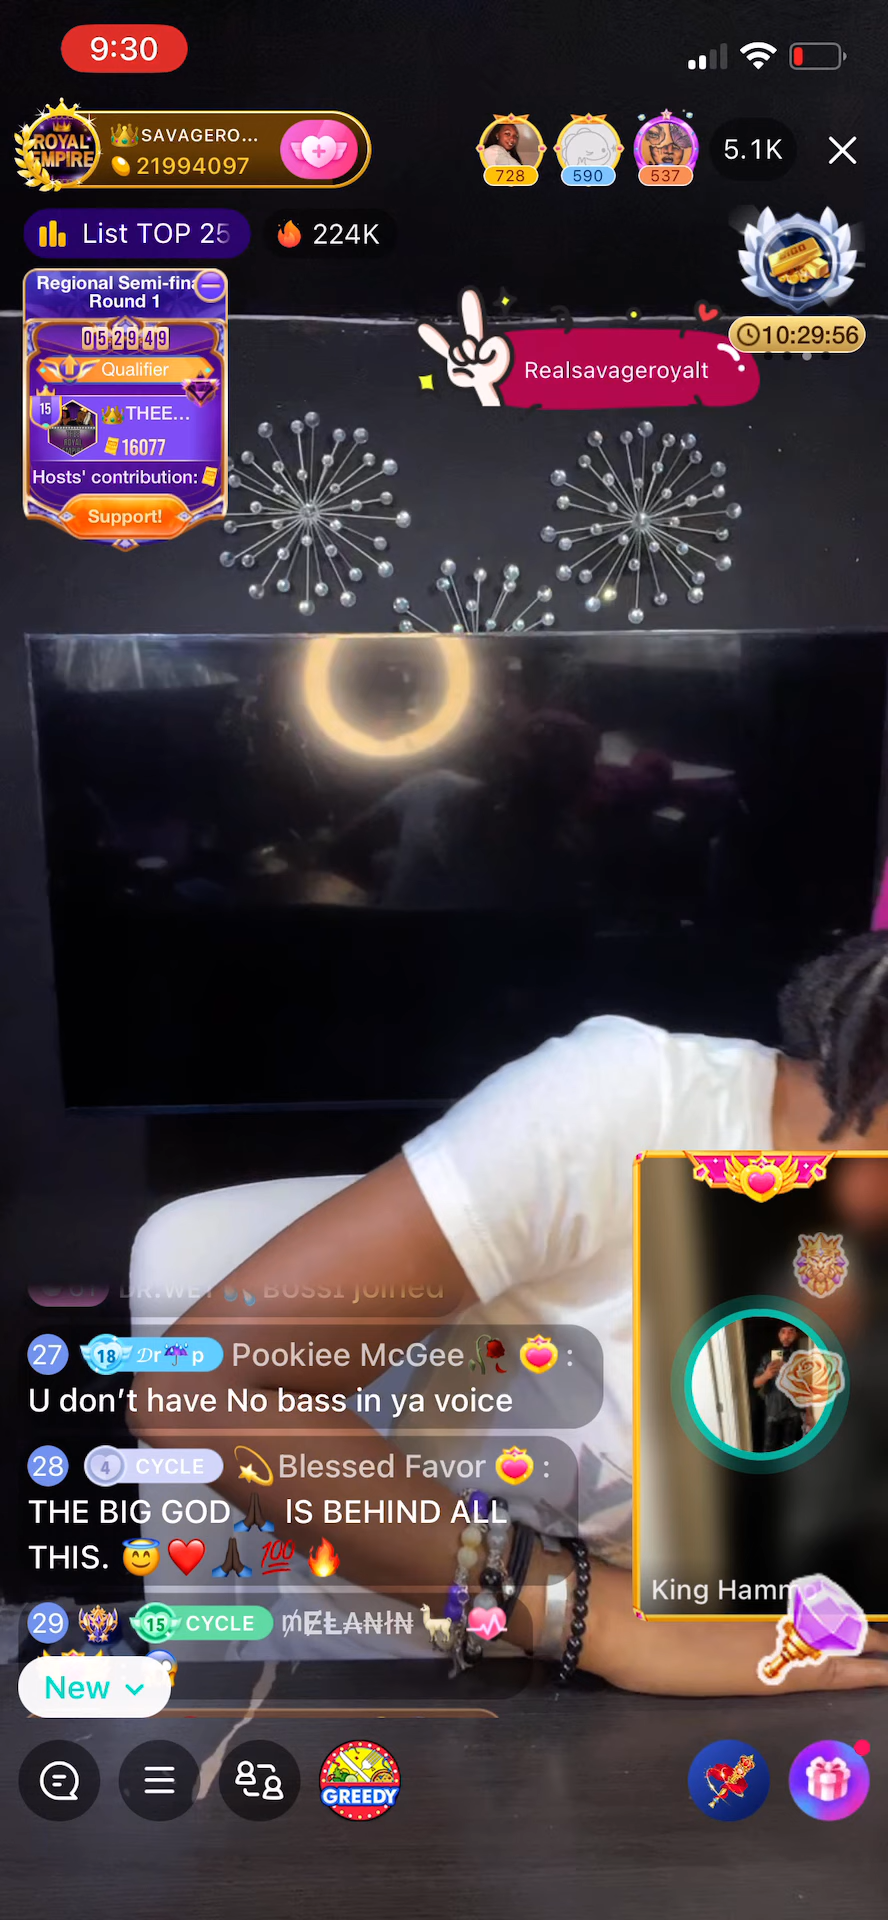 9:30
ROYAL EMPIRE
SAVAGERO...
21994097
728
590
537
5.1K
List TOP 25
224K
Regional Semi-fina
Round 1
05:29:49
Qualifier
15
THEE...
16077
Hosts' contribution:
Support!
10:29:56
Realsavageroyalt
joined
27 18 Pookiee McGee🥀 :
U don't have No bass in ya voice
28 4 CYCLE 💫Blessed Favor :
THE BIG GOD🙏🏿 IS BEHIND ALL
THIS. 😇❤️🙏🏿💯🔥
29 15 CYCLE ₥ɆⱠ₳₦ł₦🦙💗
New
King Hamm
GREEDY